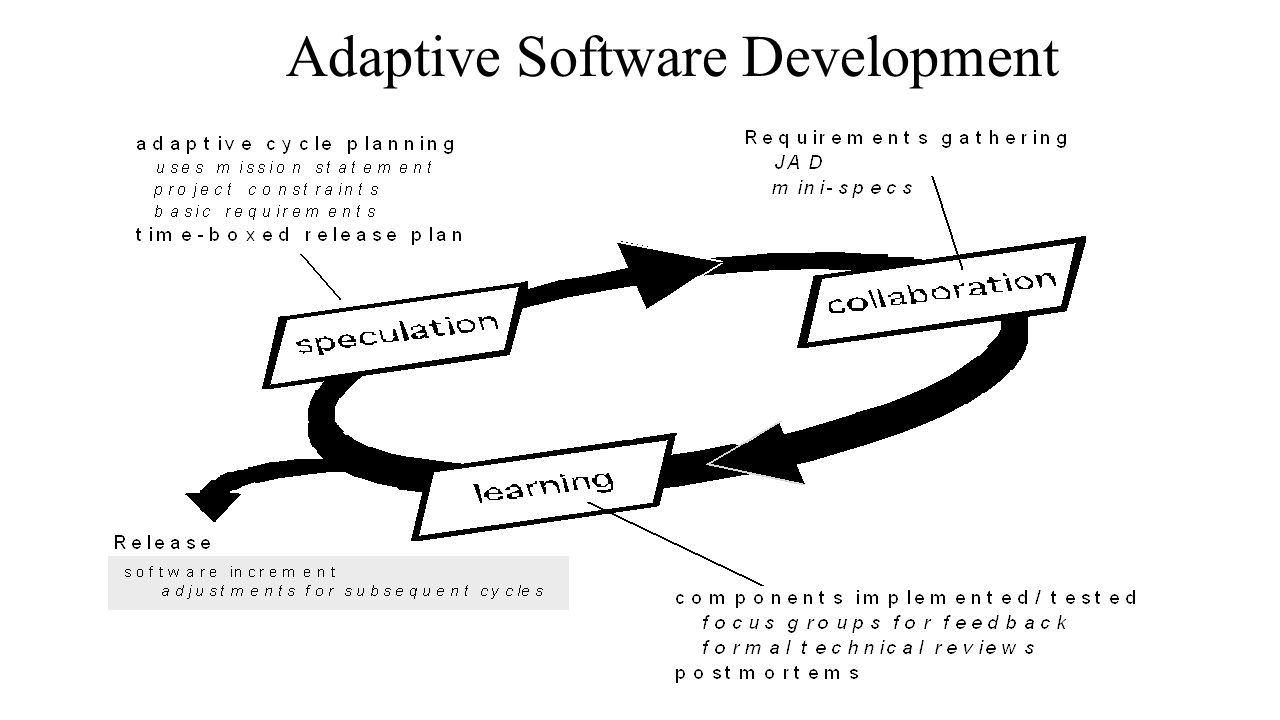 Adaptive Software Development
adaptive cycle planning
uses mission statement
project constraints
basic requirements
time-boxed release plan
Requirements gathering
JAD
mini-specs
speculation
collaboration
learning
Release
software increment
adjustments for subsequent cycles
components implemented/tested
focus groups for feedback
formal technical reviews
postmortems